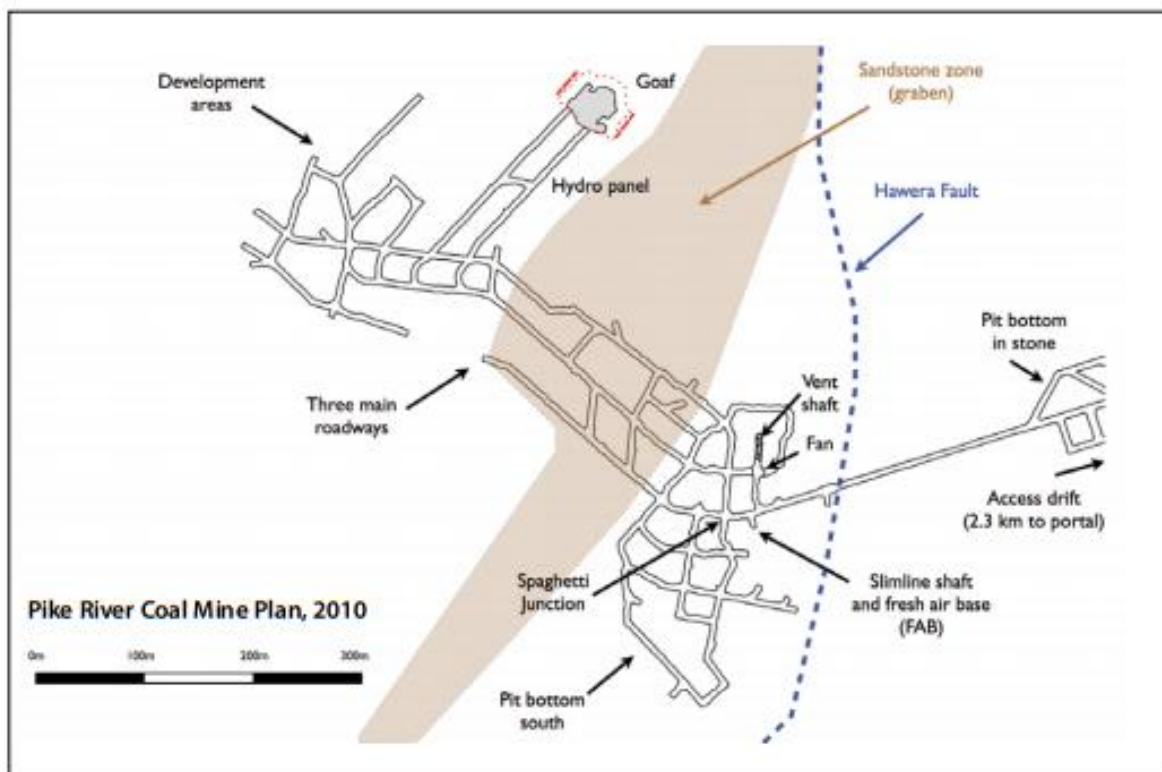 Development
areas
Goaf
Sandstone zone
(graben)
Hydro panel
Hawera Fault
Pit bottom
in stone
Three main
roadways
Vent
shaft
Fan
Access drift
(2.3 km to portal)
Spaghetti
Junction
Slimline shaft
and fresh air base
(FAB)
Pike River Coal Mine Plan, 2010
0m 100m 200m 300m
Pit bottom
south